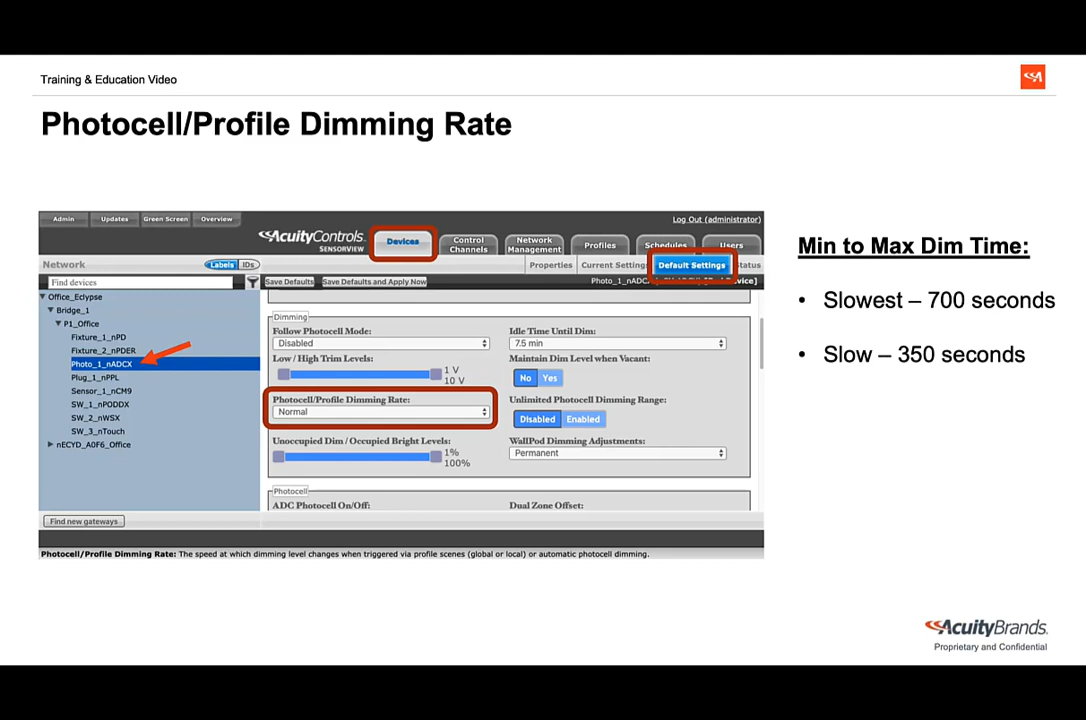 Training & Education Video
Photocell/Profile Dimming Rate
Admin Updates Green Screen Overview
Log Out (administrator)
AcuityControls.
SENSORVIEW
Devices
Control Channels
Network Management
Profiles
Schedules
Users
Network
Labels IDs
Properties Current Settings Default Settings Status
Find devices
Save Defaults Save Defaults and Apply Now
Office_Eclypse
Bridge_1
P1_Office
Fixture_1_nPD
Fixture_2_nPDER
Photo_1_nADCX
Plug_1_nPPL
Sensor_1_nCM9
SW_1_nPODDX
SW_2_nWSX
SW_3_nTouch
nECYD_A0F6_Office
Find new gateways
Dimming
Follow Photocell Mode:
Disabled
Idle Time Until Dim:
7.5 min
Low / High Trim Levels:
1 V
10 V
Maintain Dim Level when Vacant:
No Yes
Photocell/Profile Dimming Rate:
Normal
Unlimited Photocell Dimming Range:
Disabled Enabled
Unoccupied Dim / Occupied Bright Levels:
1%
100%
WallPod Dimming Adjustments:
Permanent
Photocell
ADC Photocell On/Off:
Dual Zone Offset:
Photocell/Profile Dimming Rate: The speed at which dimming level changes when triggered via profile scenes (global or local) or automatic photocell dimming.
Min to Max Dim Time:
• Slowest – 700 seconds
• Slow – 350 seconds
AcuityBrands.
Proprietary and Confidential